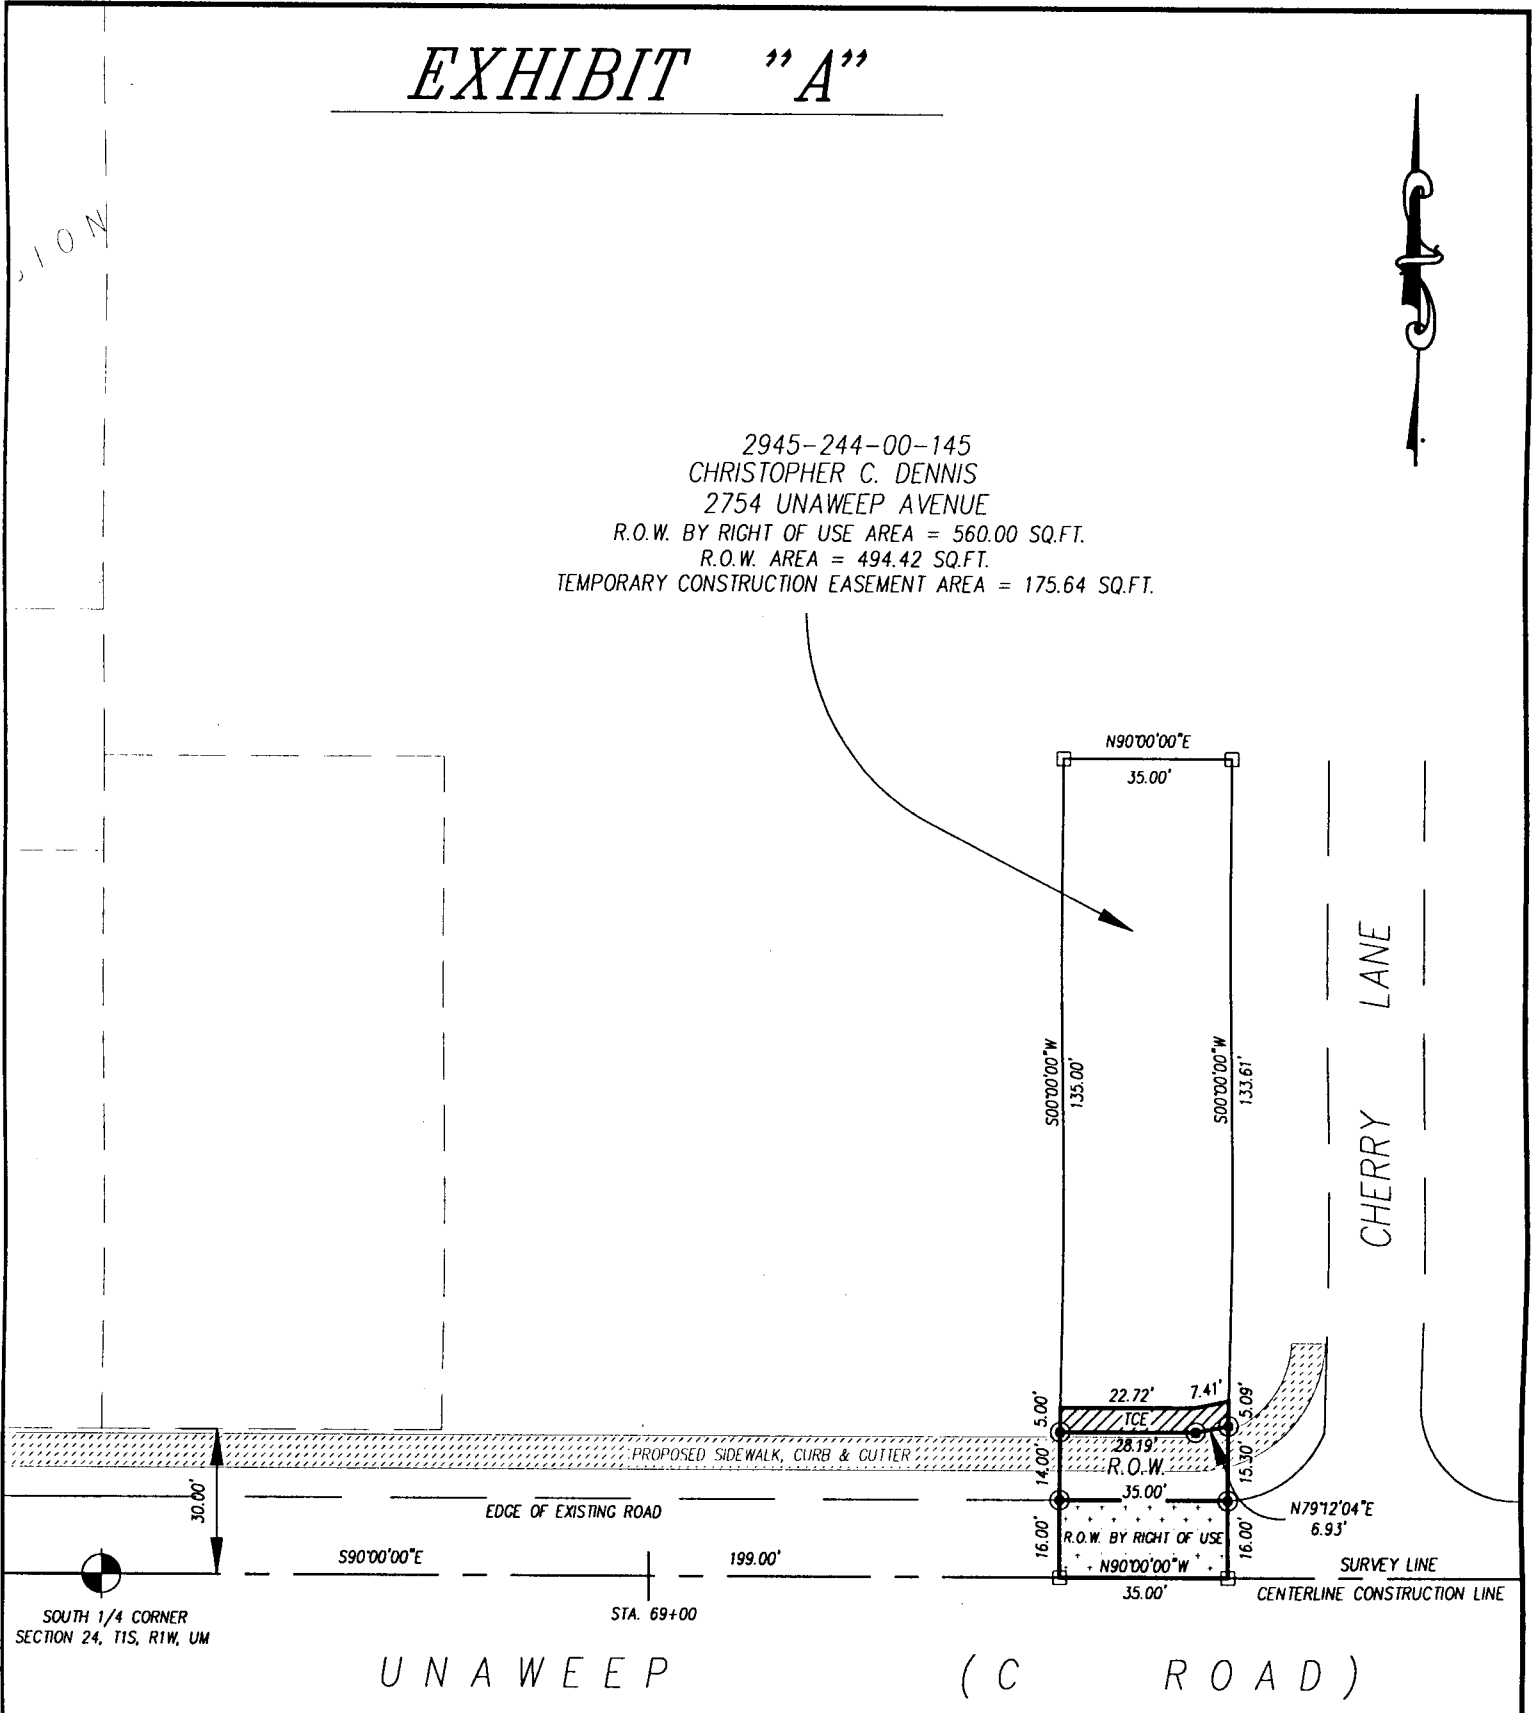 EXHIBIT "A"
SION
2945-244-00-145
CHRISTOPHER C. DENNIS
2754 UNAWEEP AVENUE
R.O.W. BY RIGHT OF USE AREA = 560.00 SQ.FT.
R.O.W. AREA = 494.42 SQ.FT.
TEMPORARY CONSTRUCTION EASEMENT AREA = 175.64 SQ.FT.
N90°00'00"E
35.00'
S00°00'00"W
135.00'
S00°00'00"W
133.61'
CHERRY LANE
22.72'
7.41'
5.00'
TCE
5.09'
28.19'
PROPOSED SIDEWALK, CURB & GUTTER
14.00'
R.O.W.
15.30'
35.00'
30.00'
EDGE OF EXISTING ROAD
N79°12'04"E
6.93'
16.00'
R.O.W. BY RIGHT OF USE
16.00'
S90°00'00"E
199.00'
N90°00'00"W
35.00'
SURVEY LINE
CENTERLINE CONSTRUCTION LINE
SOUTH 1/4 CORNER
SECTION 24, T1S, R1W, UM
STA. 69+00
UNAWEEP (C ROAD)